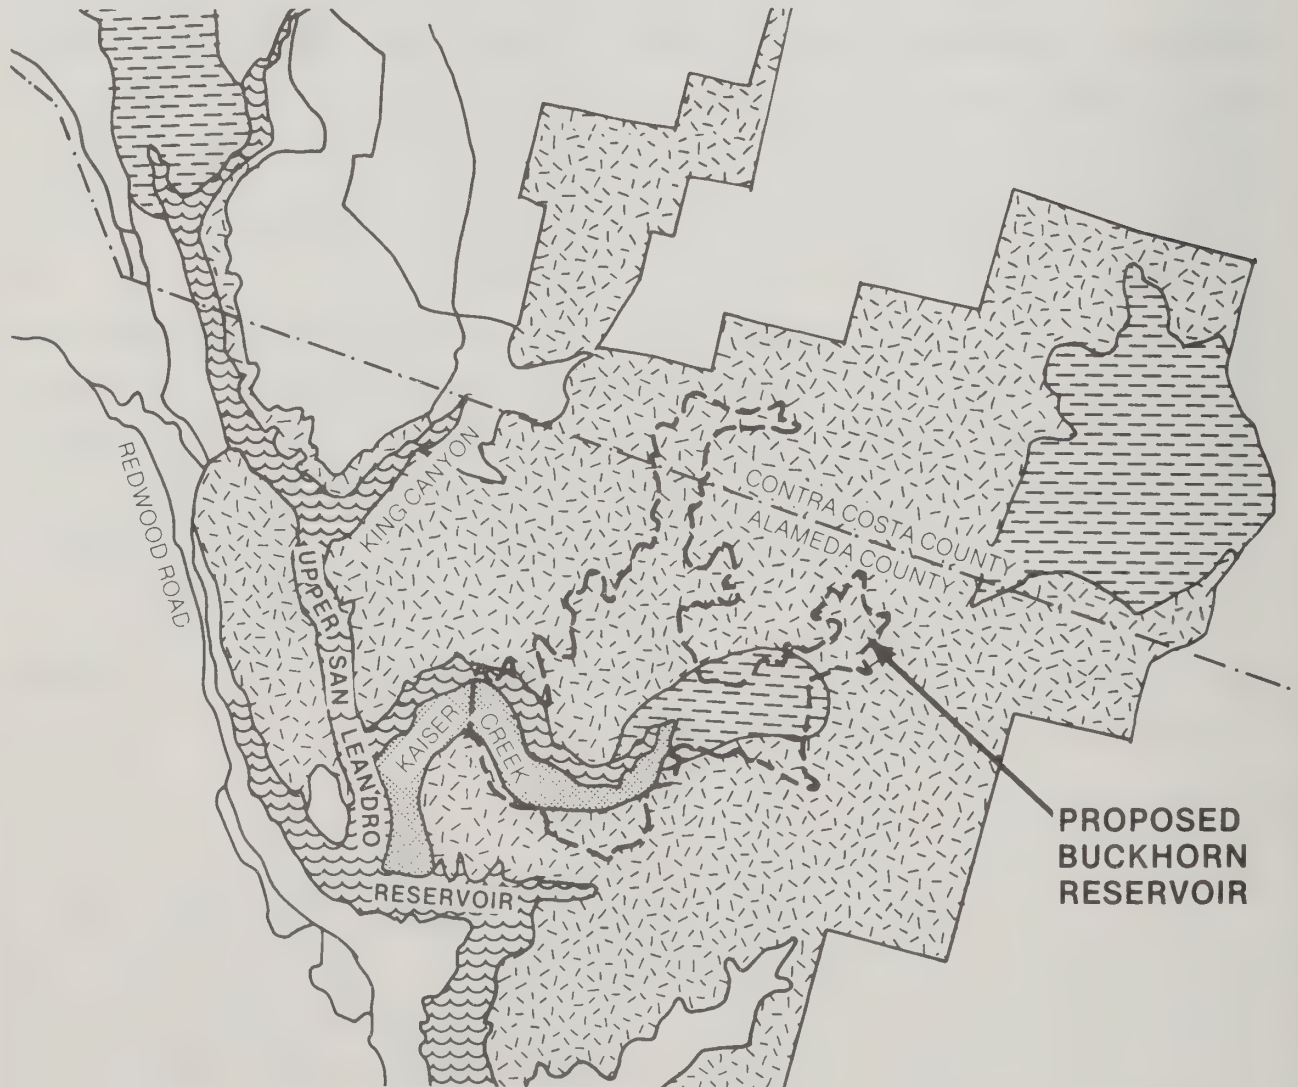 REDWOOD ROAD
KING CANYON
CONTRA COSTA COUNTY
ALAMEDA COUNTY
UPPER SAN LEANDRO
RESERVOIR
KAISER
CREEK
PROPOSED
BUCKHORN
RESERVOIR